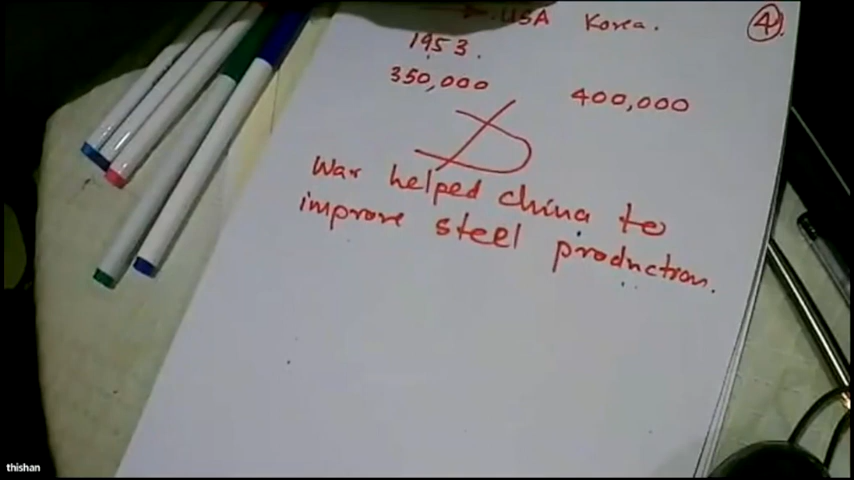 USA Korea. 4
1953.
350,000 400,000
War helped china to
improve steel production.
thishan